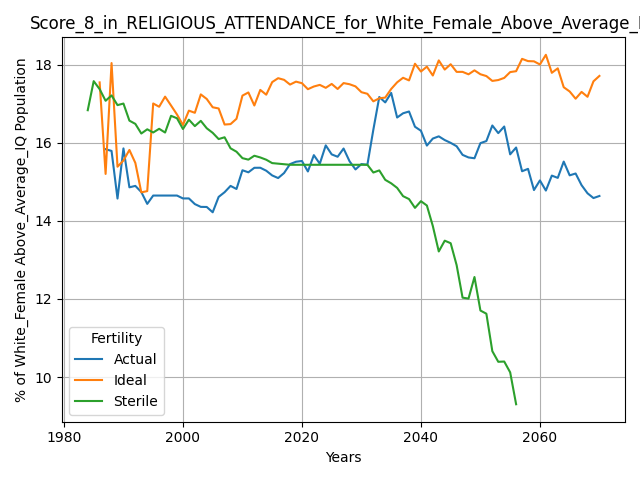 Score_8_in_RELIGIOUS_ATTENDANCE_for_White_Female_Above_Average_
% of White_Female Above_Average_IQ Population
18
16
14
12
10
Fertility
Actual
Ideal
Sterile
1980
2000
2020
2040
2060
Years